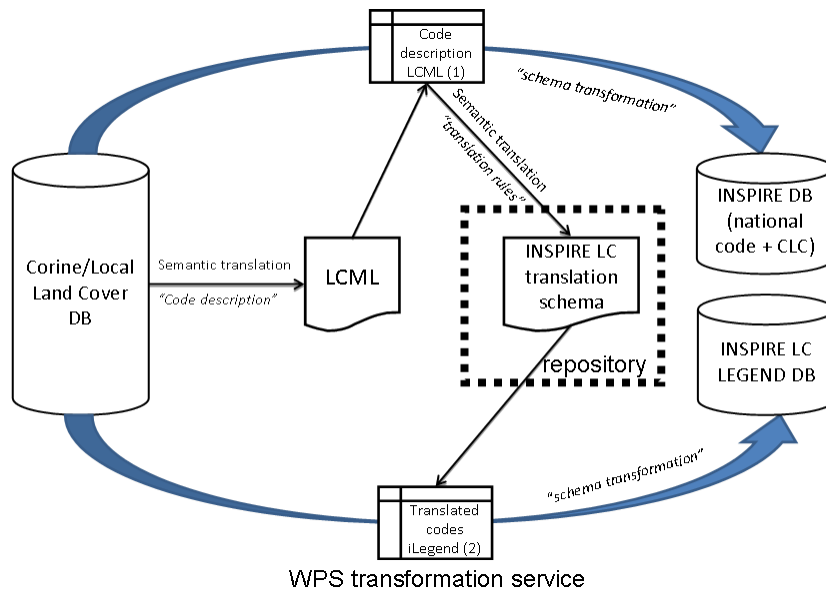 Code
description
LCML (1)
"schema transformation"
Semantic translation
"translation rules"
INSPIRE DB
(national
code + CLC)
Corine/Local
Land Cover
DB
Semantic translation
"Code description"
LCML
INSPIRE LC
translation
schema
repository
INSPIRE LC
LEGEND DB
"schema transformation"
Translated
codes
iLegend (2)
WPS transformation service